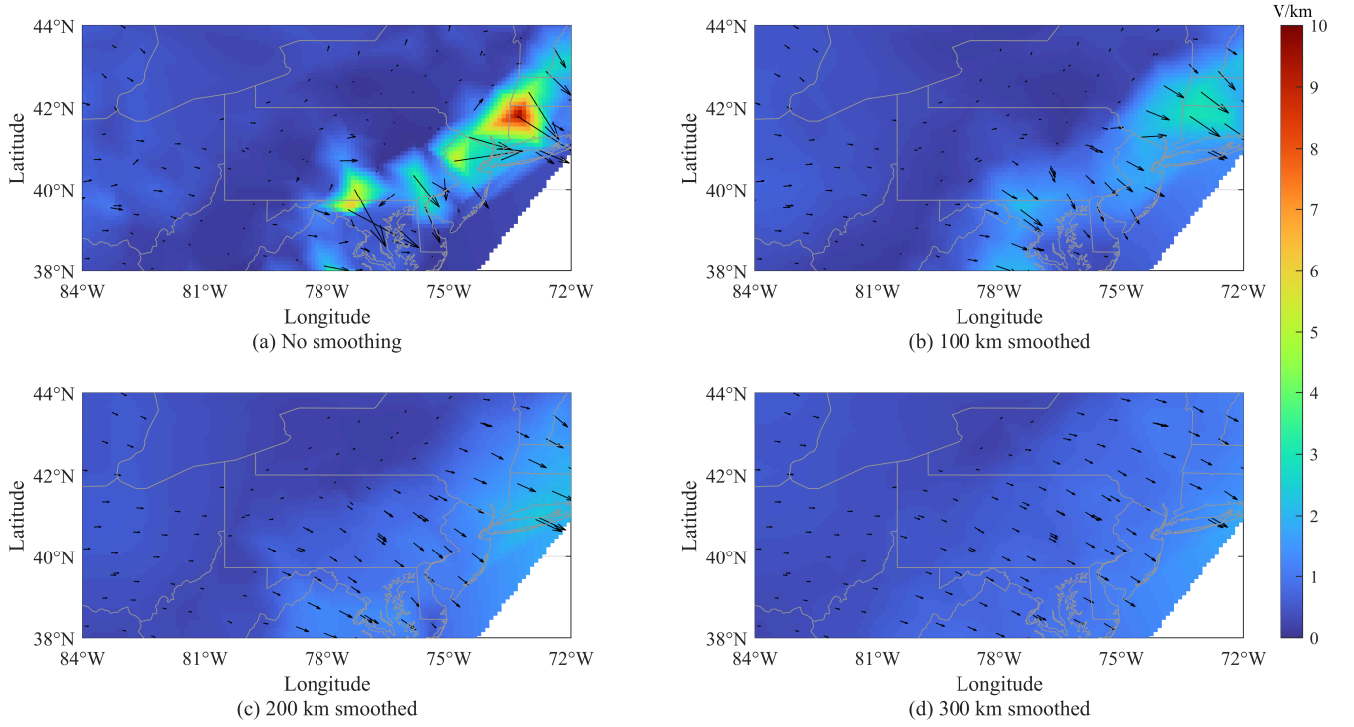 V/km
44°N
42°N
40°N
38°N
Latitude
84°W
81°W
78°W
75°W
72°W
Longitude
(a) No smoothing
44°N
42°N
40°N
38°N
Latitude
84°W
81°W
78°W
75°W
72°W
Longitude
(b) 100 km smoothed
44°N
42°N
40°N
38°N
Latitude
84°W
81°W
78°W
75°W
72°W
Longitude
(c) 200 km smoothed
44°N
42°N
40°N
38°N
Latitude
84°W
81°W
78°W
75°W
72°W
Longitude
(d) 300 km smoothed
10
9
8
7
6
5
4
3
2
1
0